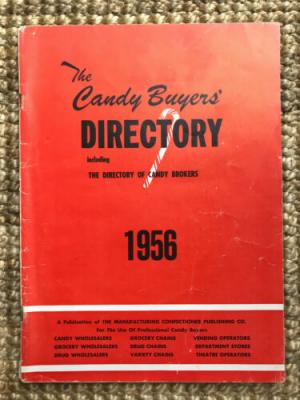 The
Candy Buyers'
DIRECTORY
including
THE DIRECTORY OF CANDY BROKERS
1956
A Publication of THE MANUFACTURING CONFECTIONER PUBLISHING CO.
For The Use Of Professional Candy Buyers
CANDY WHOLESALERS GROCERY CHAINS VENDING OPERATORS
GROCERY WHOLESALERS DRUG CHAINS DEPARTMENT STORES
DRUG WHOLESALERS VARIETY CHAINS THEATRE OPERATORS